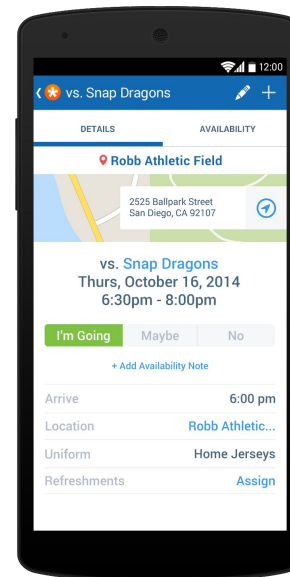 12:00
vs. Snap Dragons
DETAILS AVAILABILITY
Robb Athletic Field
2525 Ballpark Street
San Diego, CA 92107
vs. Snap Dragons
Thurs, October 16, 2014
6:30pm - 8:00pm
I'm Going Maybe No
+ Add Availability Note
Arrive 6:00 pm
Location Robb Athletic...
Uniform Home Jerseys
Refreshments Assign